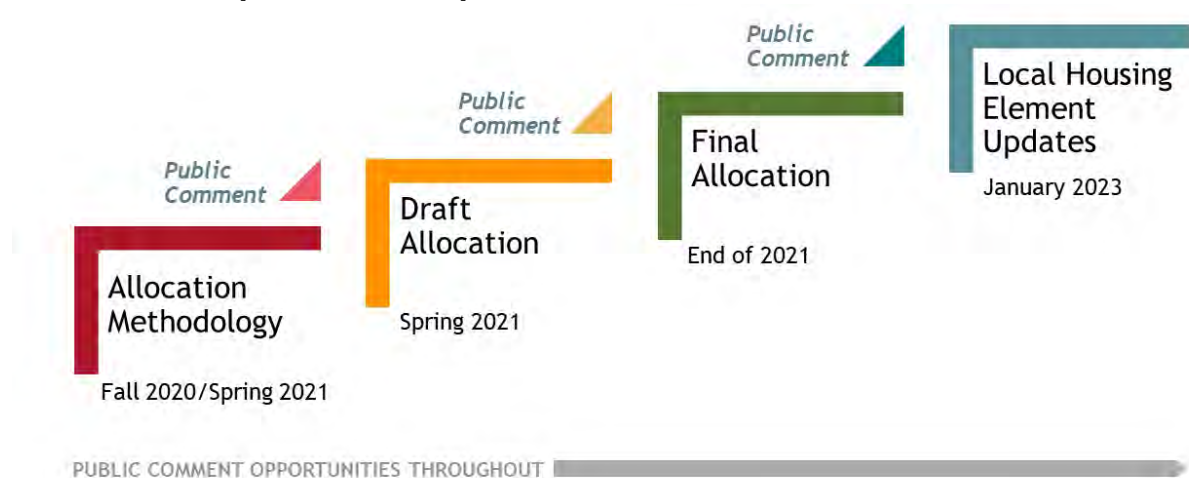 Public
Comment
Allocation
Methodology
Fall 2020/Spring 2021
Public
Comment
Draft
Allocation
Spring 2021
Public
Comment
Final
Allocation
End of 2021
Local Housing
Element
Updates
January 2023
PUBLIC COMMENT OPPORTUNITIES THROUGHOUT